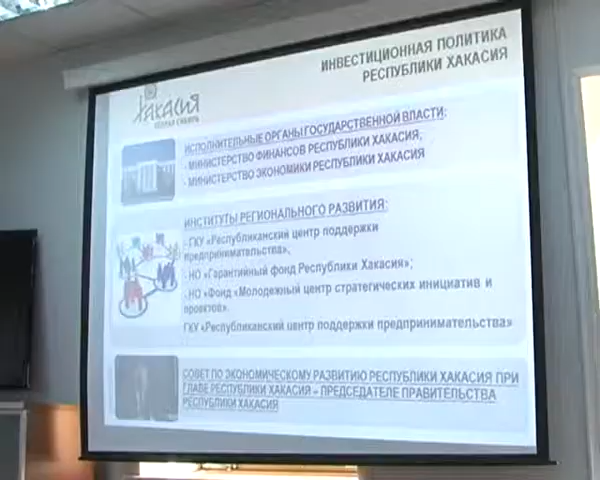 ИНВЕСТИЦИОННАЯ ПОЛИТИКА
РЕСПУБЛИКИ ХАКАСИЯ
ХАКАСИЯ
ИСПОЛНИТЕЛЬНЫЕ ОРГАНЫ ГОСУДАРСТВЕННОЙ ВЛАСТИ:
- МИНИСТЕРСТВО ФИНАНСОВ РЕСПУБЛИКИ ХАКАСИЯ,
- МИНИСТЕРСТВО ЭКОНОМИКИ РЕСПУБЛИКИ ХАКАСИЯ
ИНСТИТУТЫ РЕГИОНАЛЬНОГО РАЗВИТИЯ:
- ГКУ «Республиканский центр поддержки
предпринимательства»,
- НО «Гарантийный фонд Республики Хакасия»;
- НО «Фонд «Молодежный центр стратегических инициатив и
проектов».
ГКУ «Республиканский центр поддержки предпринимательства»
СОВЕТ ПО ЭКОНОМИЧЕСКОМУ РАЗВИТИЮ РЕСПУБЛИКИ ХАКАСИЯ ПРИ
ГЛАВЕ РЕСПУБЛИКИ ХАКАСИЯ – ПРЕДСЕДАТЕЛЕ ПРАВИТЕЛЬСТВА
РЕСПУБЛИКИ ХАКАСИЯ